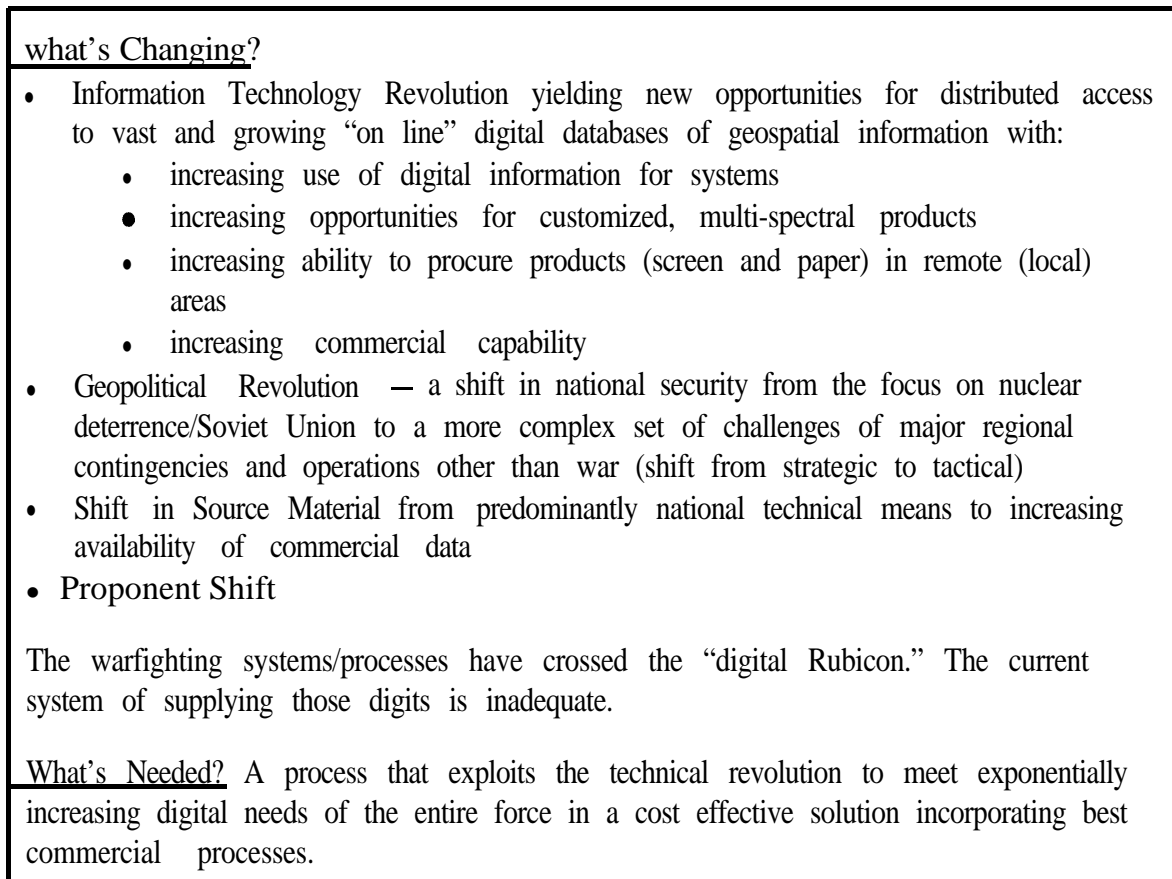 what’s Changing?
• Information Technology Revolution yielding new opportunities for distributed access
to vast and growing “on line” digital databases of geospatial information with:
• increasing use of digital information for systems
• increasing opportunities for customized, multi-spectral products
• increasing ability to procure products (screen and paper) in remote (local)
areas
• increasing commercial capability
• Geopolitical Revolution — a shift in national security from the focus on nuclear
deterrence/Soviet Union to a more complex set of challenges of major regional
contingencies and operations other than war (shift from strategic to tactical)
• Shift in Source Material from predominantly national technical means to increasing
availability of commercial data
• Proponent Shift
The warfighting systems/processes have crossed the “digital Rubicon.” The current
system of supplying those digits is inadequate.
What’s Needed? A process that exploits the technical revolution to meet exponentially
increasing digital needs of the entire force in a cost effective solution incorporating best
commercial processes.